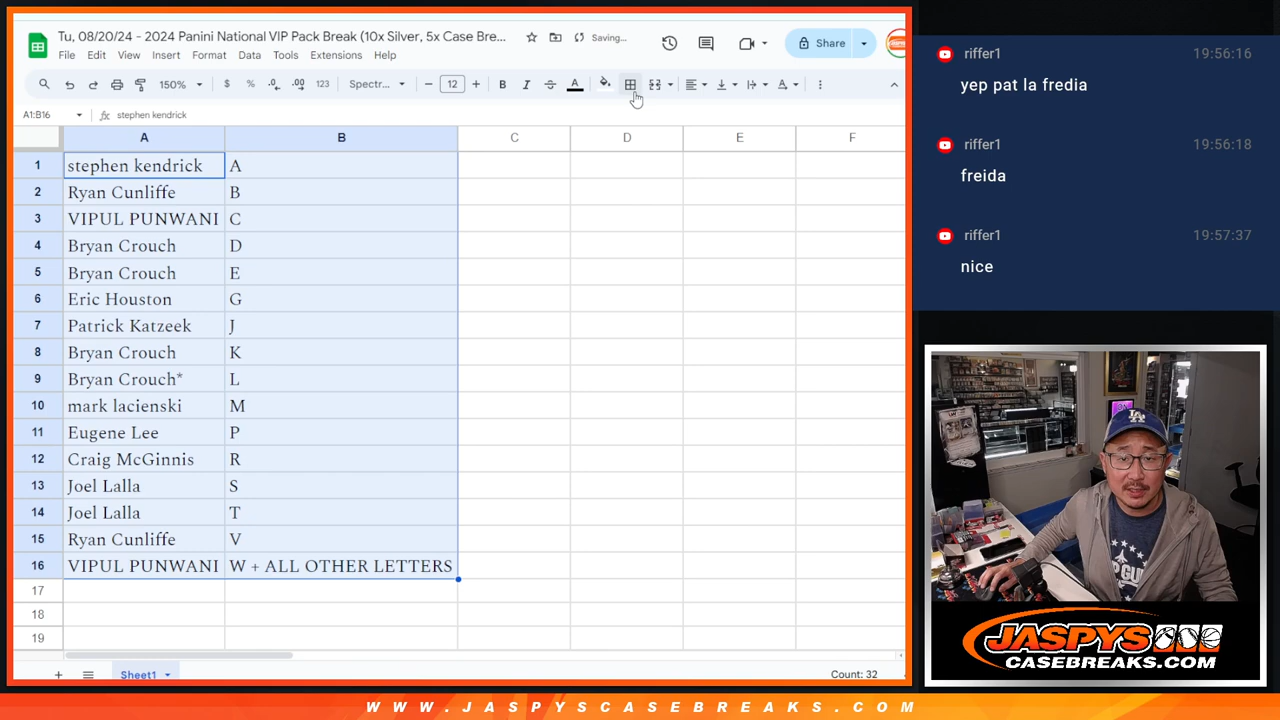 Tu, 08/20/24 - 2024 Panini National VIP Pack Break (10x Silver, 5x Case Bre...
Saving...
File Edit View Insert Format Data Tools Extensions Help
Share
150% $ % .0 .00 123 Spectr... 12 B I A
A1:B16 fx stephen kendrick
A B C D E F
1 stephen kendrick A
2 Ryan Cunliffe B
3 VIPUL PUNWANI C
4 Bryan Crouch D
5 Bryan Crouch E
6 Eric Houston G
7 Patrick Katzeek J
8 Bryan Crouch K
9 Bryan Crouch* L
10 mark lacienski M
11 Eugene Lee P
12 Craig McGinnis R
13 Joel Lalla S
14 Joel Lalla T
15 Ryan Cunliffe V
16 VIPUL PUNWANI W + ALL OTHER LETTERS
17
18
19
Sheet1
Count: 32
riffer1 19:56:16
yep pat la fredia
riffer1 19:56:18
freida
riffer1 19:57:37
nice
JASPYS
CASEBREAKS.COM
WWW.JASPYSCASEBREAKS.COM